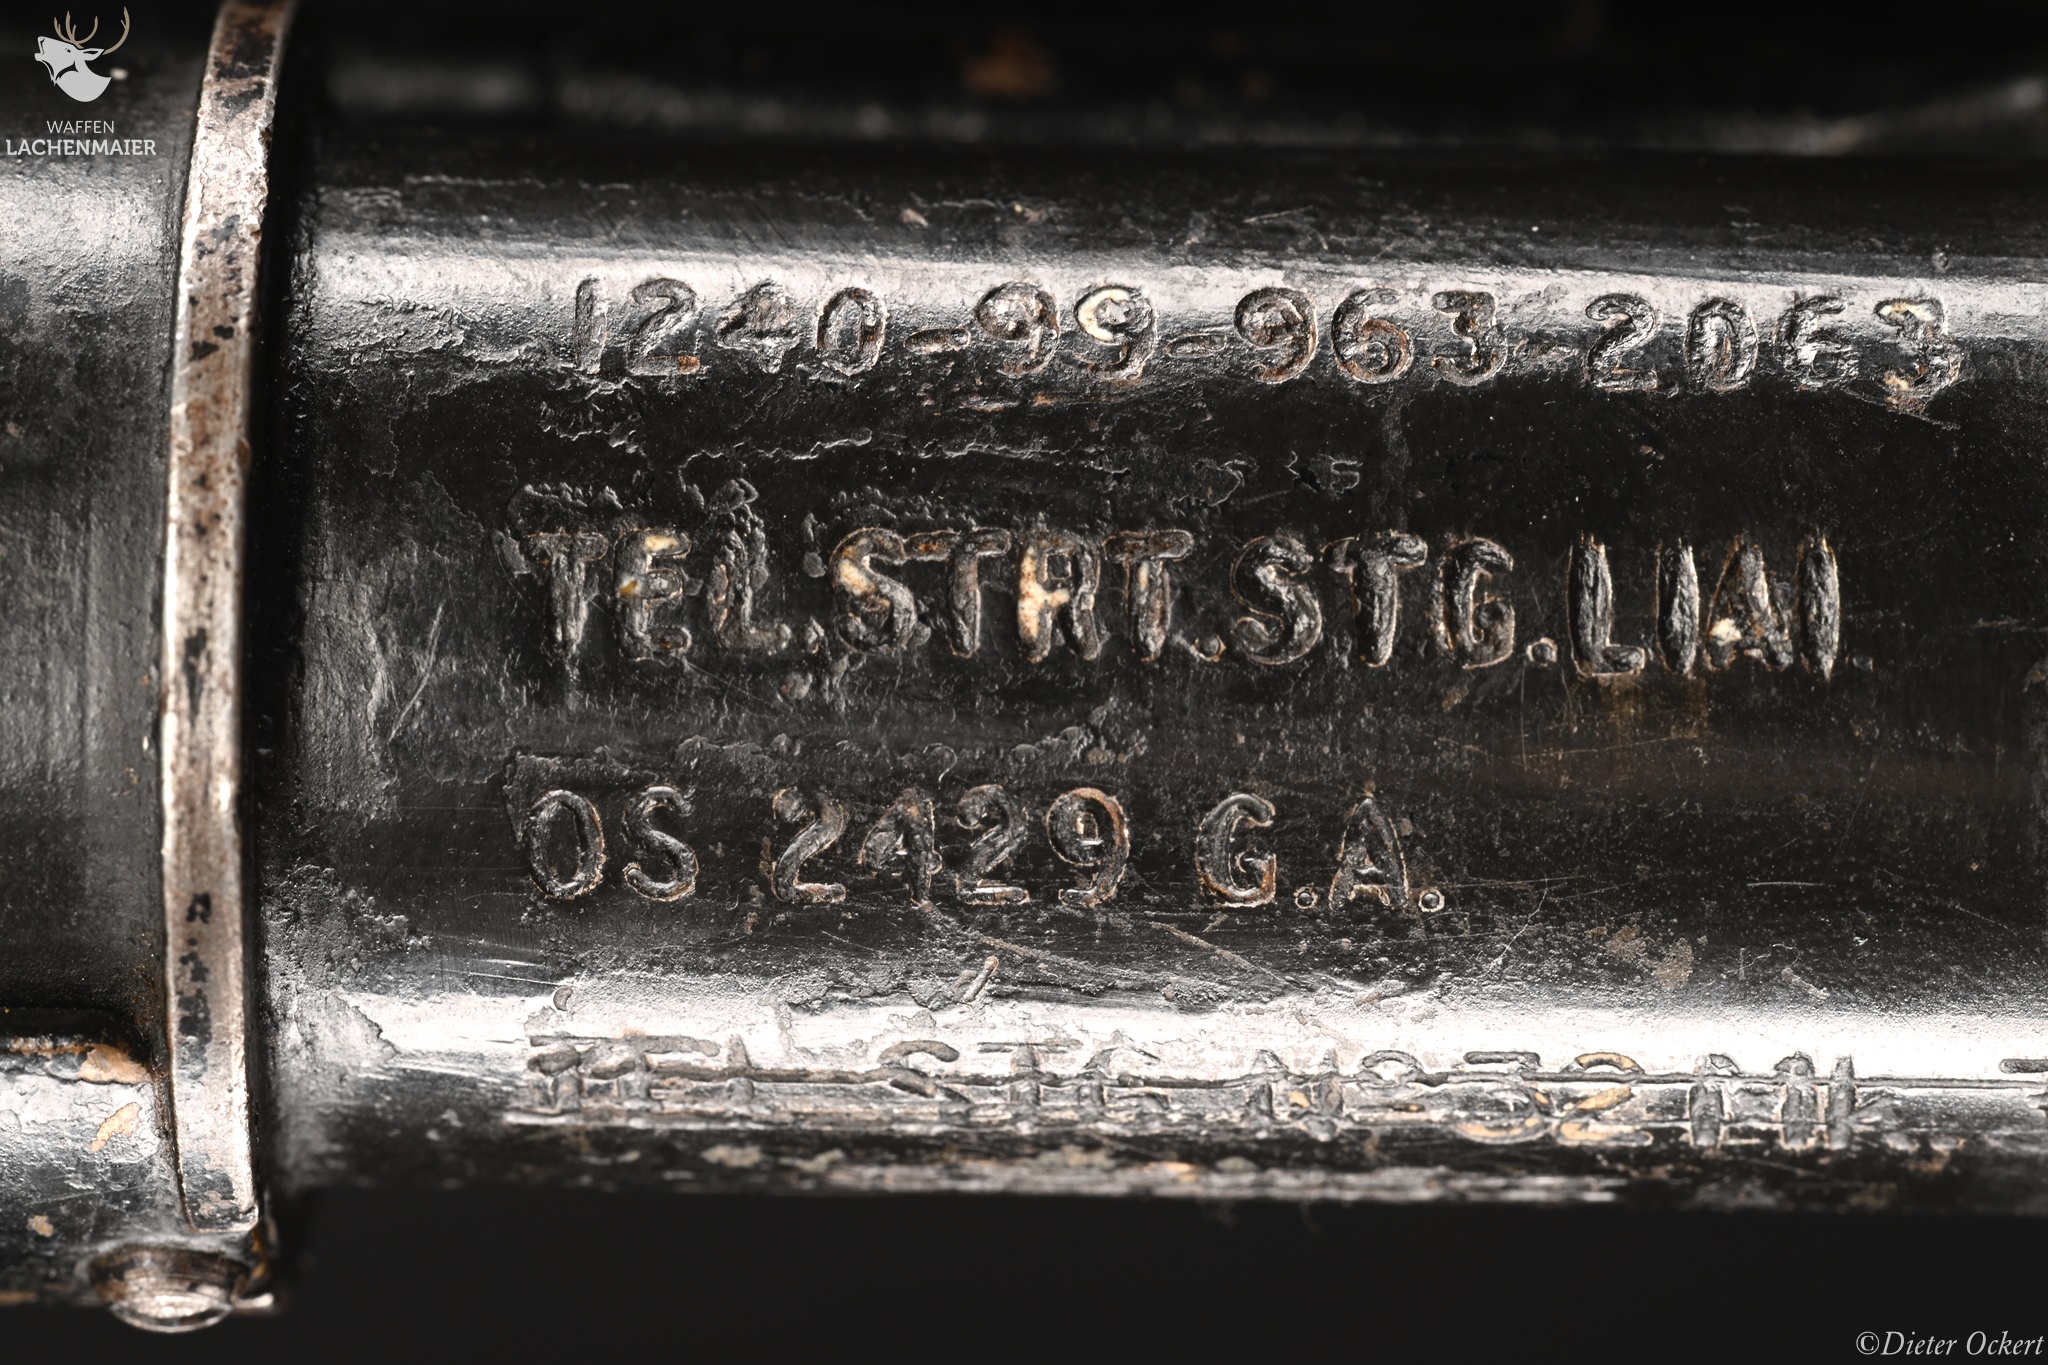 WAFFEN
LACHENMAIER
1240-99-963-2063
TEL.STRT.STG.L1A1.
OS 2429 G.A.
©Dieter Ockert